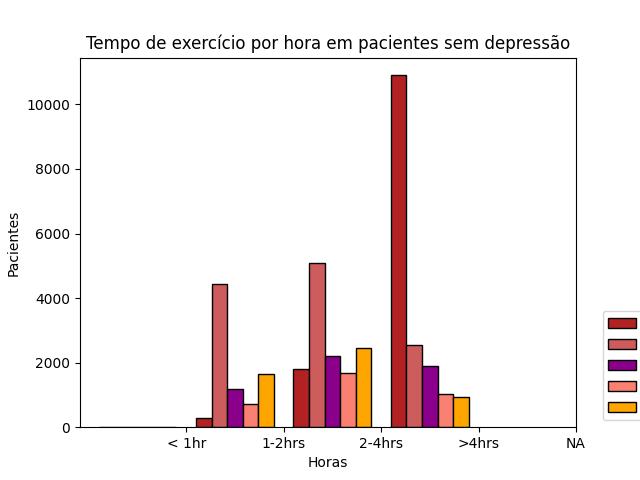 Tempo de exercício por hora em pacientes sem depressão
10000
8000
6000
4000
2000
0
Pacientes
< 1hr
1-2hrs
2-4hrs
>4hrs
NA
Horas